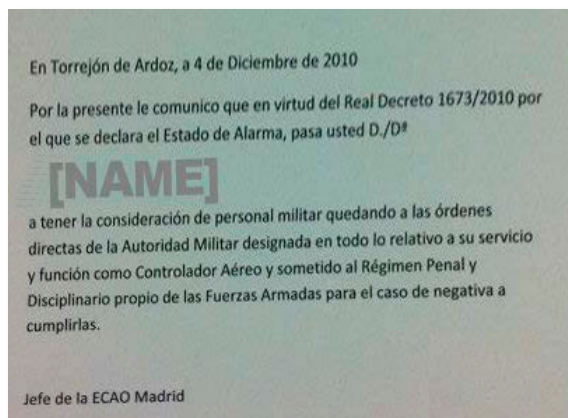 En Torrejón de Ardoz, a 4 de Diciembre de 2010
Por la presente le comunico que en virtud del Real Decreto 1673/2010 por
el que se declara el Estado de Alarma, pasa usted D./Dª
[NAME]
a tener la consideración de personal militar quedando a las órdenes
directas de la Autoridad Militar designada en todo lo relativo a su servicio
y función como Controlador Aéreo y sometido al Régimen Penal y
Disciplinario propio de las Fuerzas Armadas para el caso de negativa a
cumplirlas.
Jefe de la ECAO Madrid